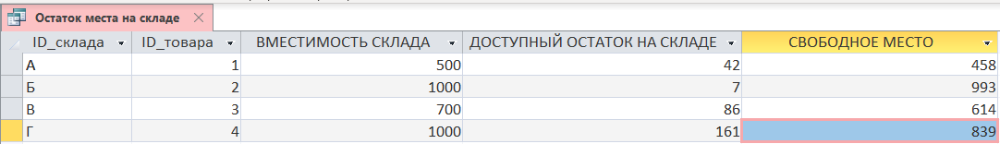 Остаток места на складе
ID_склада ID_товара ВМЕСТИМОСТЬ СКЛАДА ДОСТУПНЫЙ ОСТАТОК НА СКЛАДЕ СВОБОДНОЕ МЕСТО
А 1 500 42 458
Б 2 1000 7 993
В 3 700 86 614
Г 4 1000 161 839